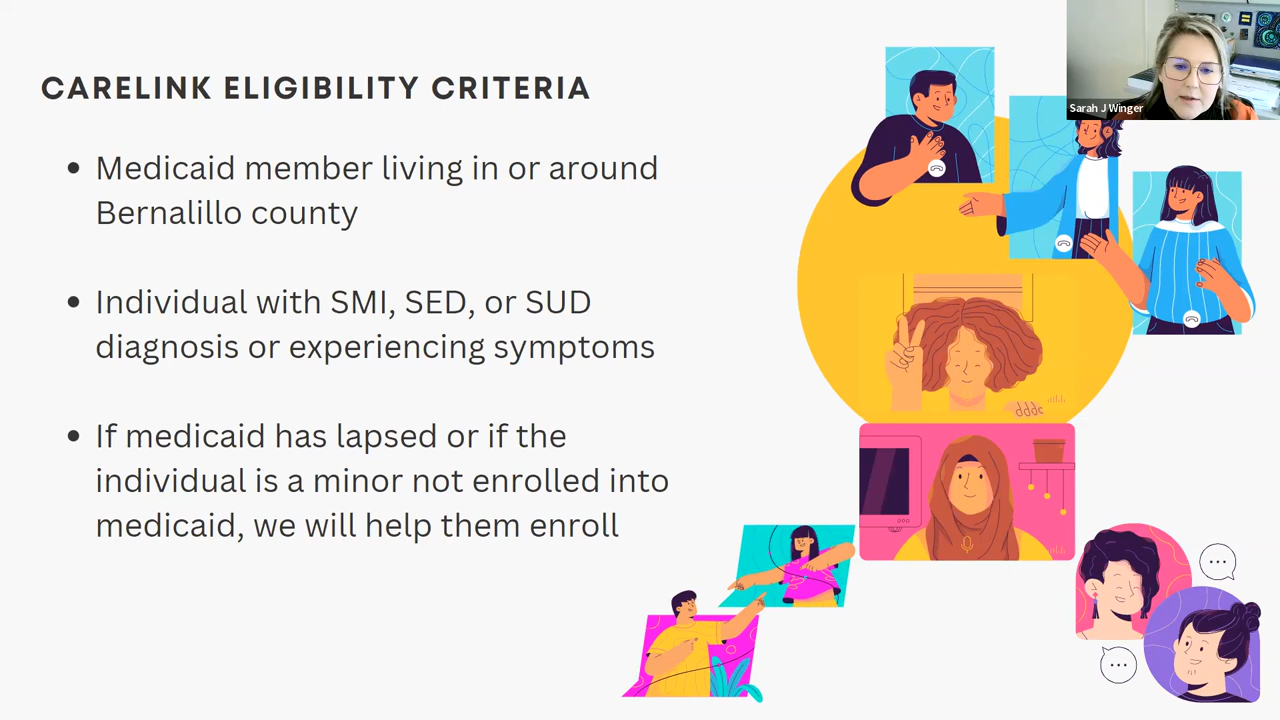 Sarah J Winger
CARELINK ELIGIBILITY CRITERIA
• Medicaid member living in or around
Bernalillo county
• Individual with SMI, SED, or SUD
diagnosis or experiencing symptoms
• If medicaid has lapsed or if the
individual is a minor not enrolled into
medicaid, we will help them enroll